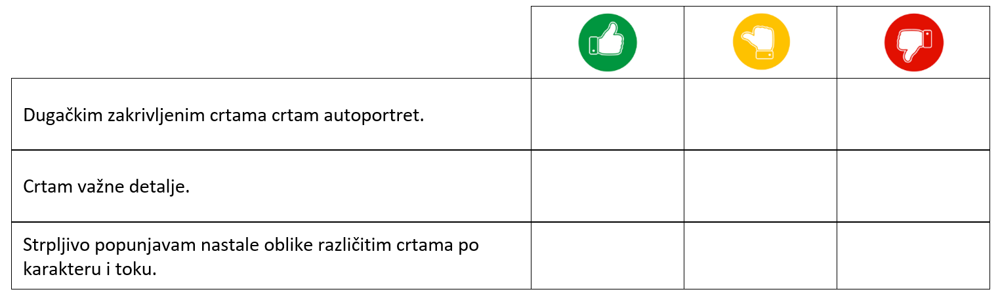 Dugačkim zakrivljenim crtama crtam autoportret.
Crtam važne detalje.
Strpljivo popunjavam nastale oblike različitim crtama po
karakteru i toku.